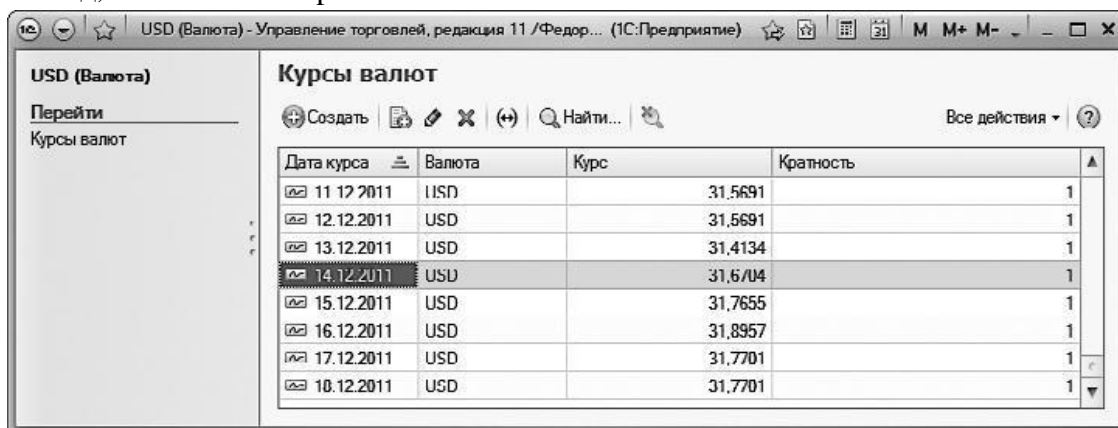 USD (Валюта) - Управление торговлей, редакция 11 /Федор... (1С:Предприятие) 31 M M+ M-
USD (Валюта)
Перейти
Курсы валют
Курсы валют
Создать Найти... Все действия ?
Дата курса Валюта Курс Кратность
11.12.2011 USD 31,5691 1
12.12.2011 USD 31,5691 1
13.12.2011 USD 31,4134 1
14.12.2011 USD 31,6704 1
15.12.2011 USD 31,7655 1
16.12.2011 USD 31,8957 1
17.12.2011 USD 31,7701 1
18.12.2011 USD 31,7701 1